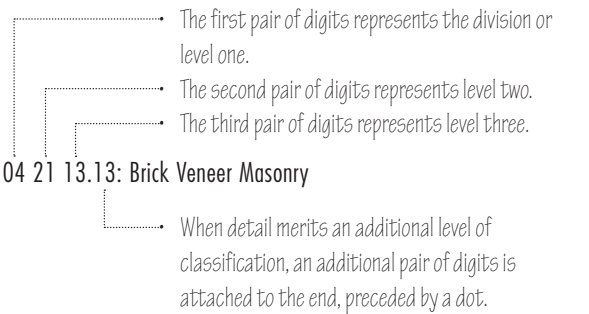 • The first pair of digits represents the division or
level one.
• The second pair of digits represents level two.
• The third pair of digits represents level three.
04 21 13.13: Brick Veneer Masonry
• When detail merits an additional level of
classification, an additional pair of digits is
attached to the end, preceded by a dot.